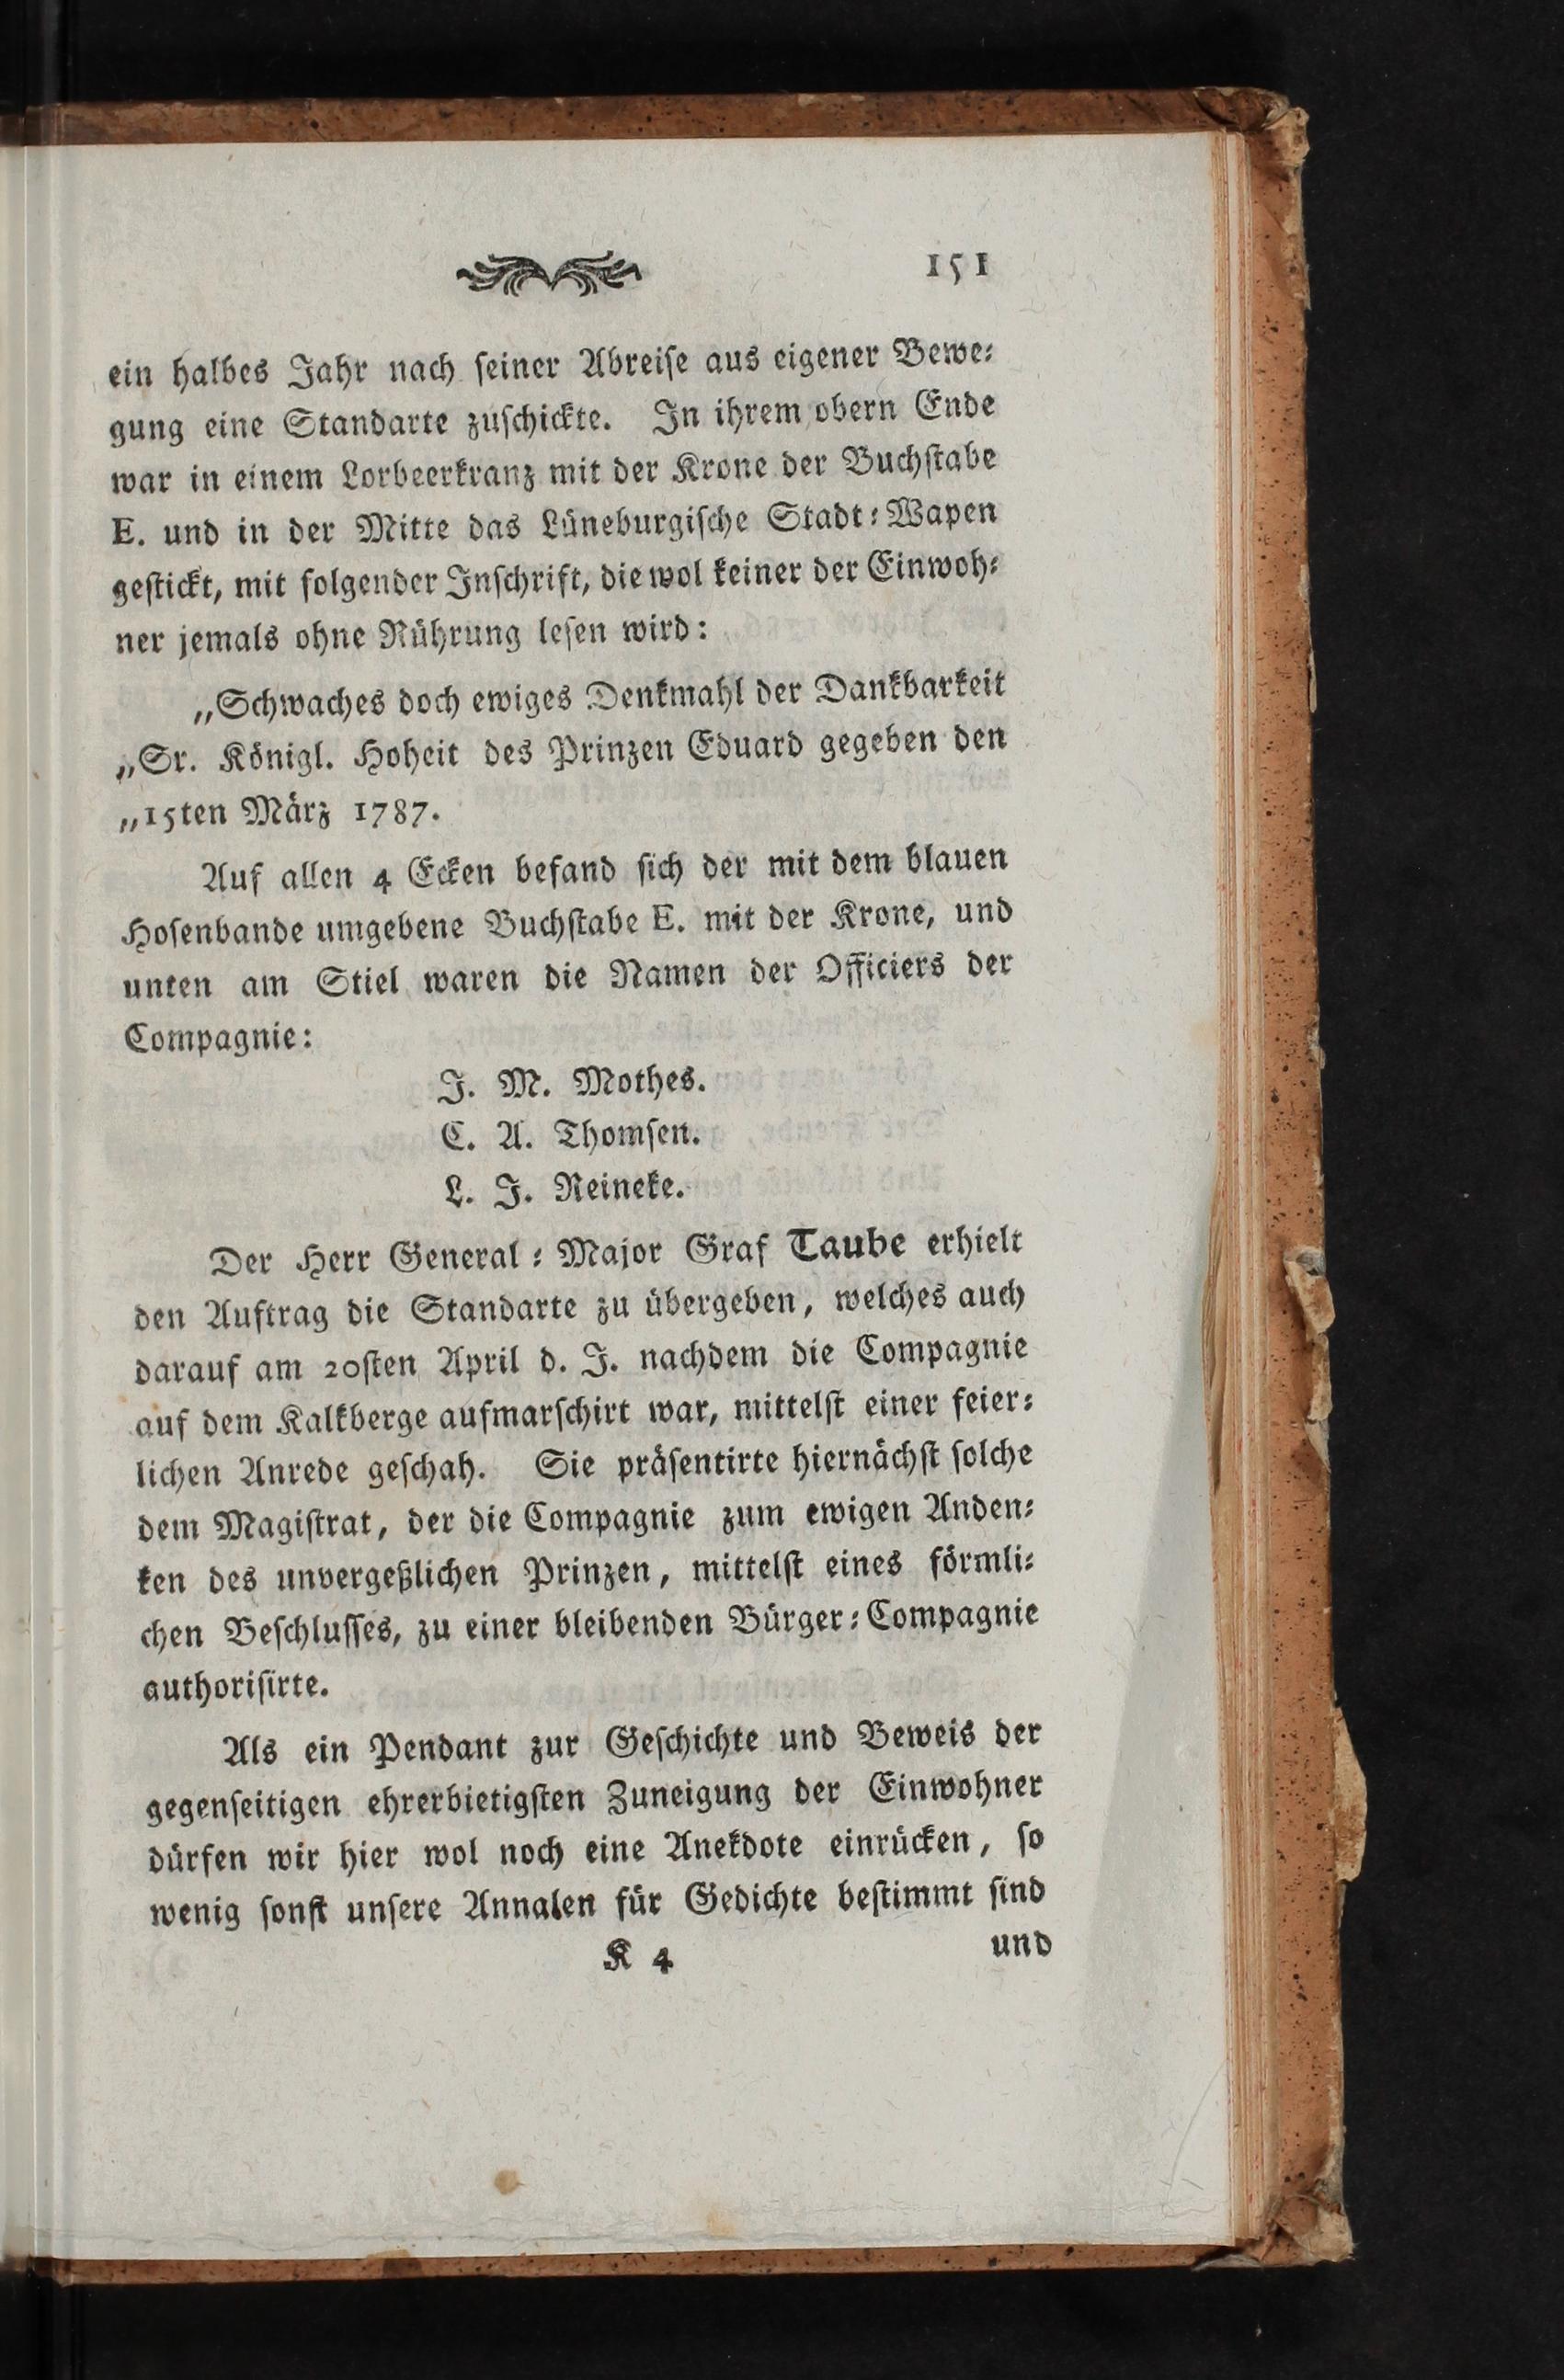 151
ein halbes Jahr nach ſeiner Abreiſe aus eigener Bewe⸗
gung eine Standarte zuſchickte. In ihrem obern Ende
war in einem Lorbeerkranz mit der Krone der Buchſtabe
E. und in der Mitte das Lüneburgiſche Stadt⸗Wapen
geſtickt, mit folgender Inſchrift, die wol keiner der Einwoh⸗
ner jemals ohne Rührung leſen wird:
„Schwaches doch ewiges Denkmahl der Dankbarkeit
„Sr. Königl. Hoheit des Prinzen Eduard gegeben den
„15ten März 1787.
Auf allen 4 Ecken befand ſich der mit dem blauen
Hoſenbande umgebene Buchſtabe E. mit der Krone, und
unten am Stiel waren die Namen der Officiers der
Compagnie:
J. M. Mothes.
C. A. Thomſen.
L. J. Reineke.
Der Herr General⸗Major Graf Taube erhielt
den Auftrag die Standarte zu übergeben, welches auch
darauf am 20ſten April d. J. nachdem die Compagnie
auf dem Kalkberge aufmarſchirt war, mittelſt einer feier⸗
lichen Anrede geſchah. Sie präſentirte hiernächſt ſolche
dem Magiſtrat, der die Compagnie zum ewigen Anden⸗
ken des unvergeßlichen Prinzen, mittelſt eines förmli⸗
chen Beſchluſſes, zu einer bleibenden Bürger⸗Compagnie
authoriſirte.
Als ein Pendant zur Geſchichte und Beweis der
gegenſeitigen ehrerbietigſten Zuneigung der Einwohner
dürfen wir hier wol noch eine Anekdote einrücken, ſo
wenig ſonſt unſere Annalen für Gedichte beſtimmt ſind
K 4 und